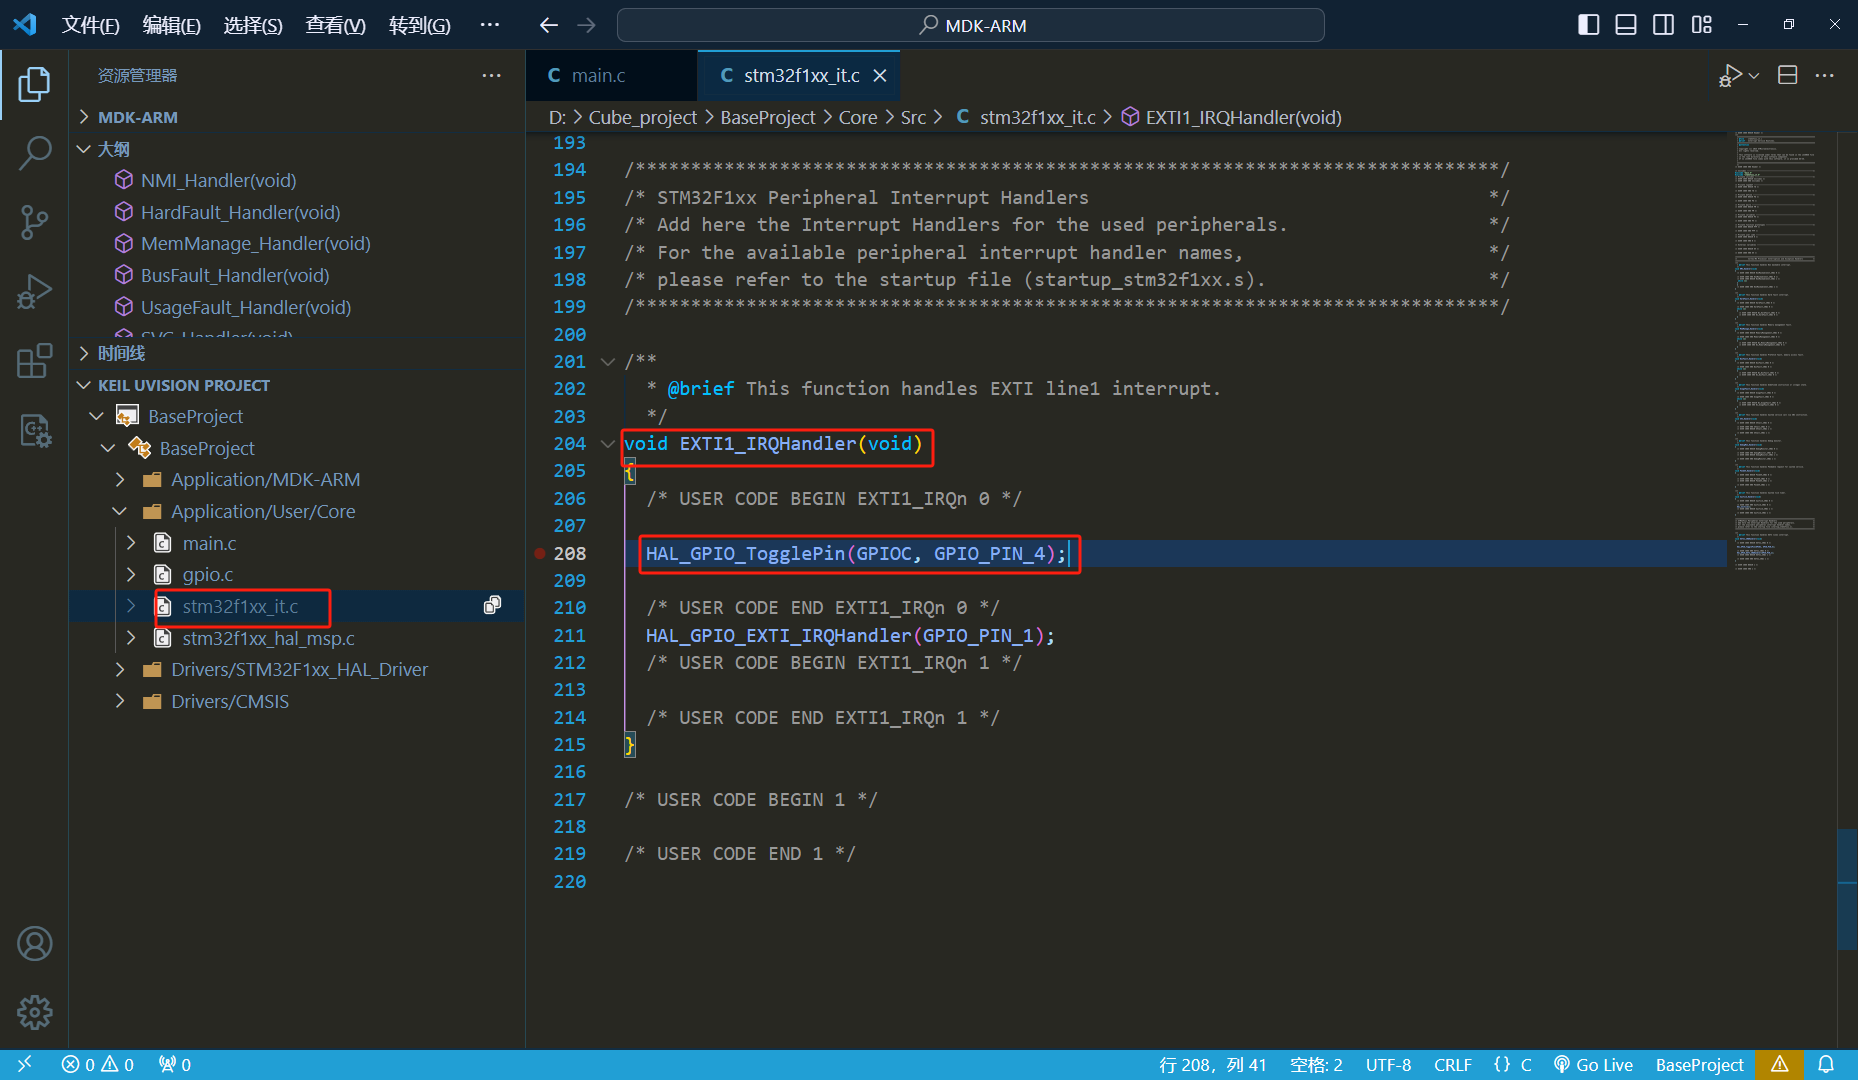 文件(F) 编辑(E) 选择(S) 查看(V) 转到(G) ··· MDK-ARM
资源管理器 ···
MDK-ARM
大纲
NMI_Handler(void)
HardFault_Handler(void)
MemManage_Handler(void)
BusFault_Handler(void)
UsageFault_Handler(void)
SVC_Handler(void)
时间线
KEIL UVISION PROJECT
BaseProject
BaseProject
Application/MDK-ARM
Application/User/Core
main.c
gpio.c
stm32f1xx_it.c
stm32f1xx_hal_msp.c
Drivers/STM32F1xx_HAL_Driver
Drivers/CMSIS
C main.c C stm32f1xx_it.c
D: > Cube_project > BaseProject > Core > Src > C stm32f1xx_it.c > EXTI1_IRQHandler(void)
193
194 /******************************************************************************/
195 /* STM32F1xx Peripheral Interrupt Handlers */
196 /* Add here the Interrupt Handlers for the used peripherals. */
197 /* For the available peripheral interrupt handler names, */
198 /* please refer to the startup file (startup_stm32f1xx.s). */
199 /******************************************************************************/
200
201 /**
202 * @brief This function handles EXTI line1 interrupt.
203 */
204 void EXTI1_IRQHandler(void)
205 {
206 /* USER CODE BEGIN EXTI1_IRQn 0 */
207
208 HAL_GPIO_TogglePin(GPIOC, GPIO_PIN_4);
209
210 /* USER CODE END EXTI1_IRQn 0 */
211 HAL_GPIO_EXTI_IRQHandler(GPIO_PIN_1);
212 /* USER CODE BEGIN EXTI1_IRQn 1 */
213
214 /* USER CODE END EXTI1_IRQn 1 */
215 }
216
217 /* USER CODE BEGIN 1 */
218
219 /* USER CODE END 1 */
220
0 0 0 行 208，列 41 空格: 2 UTF-8 CRLF {} C Go Live BaseProject